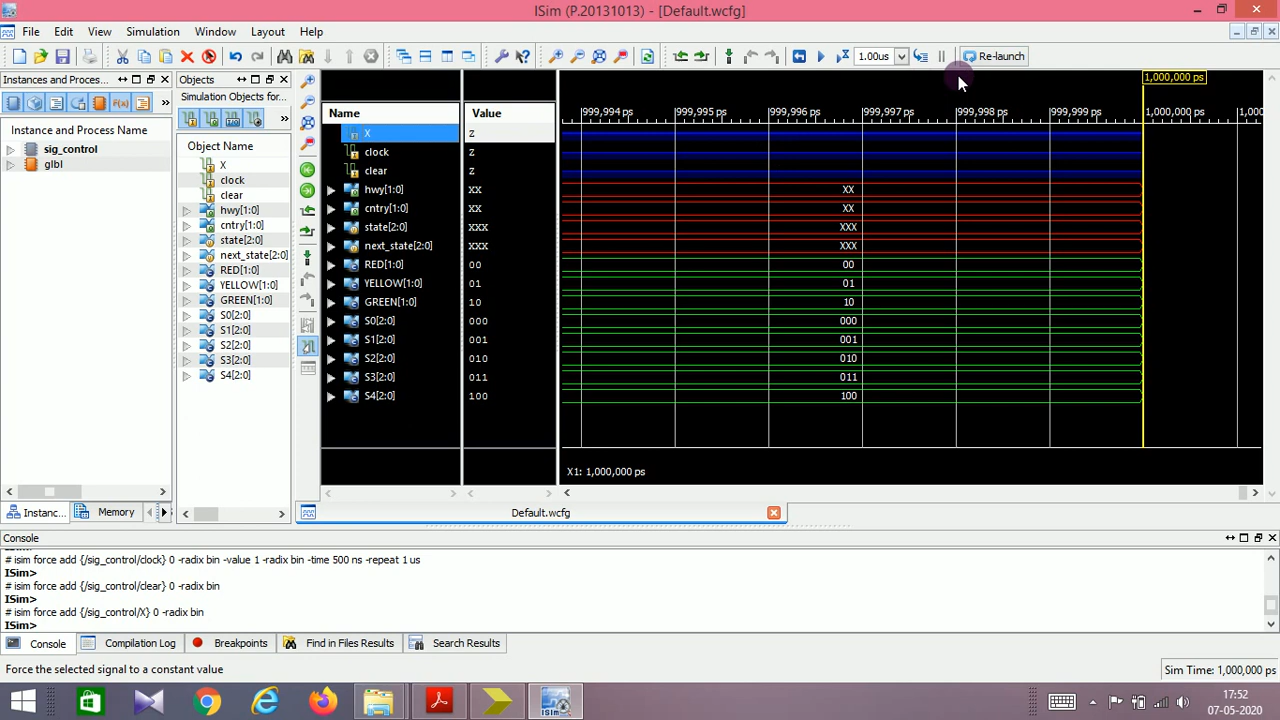 ISim (P.20131013) - [Default.wcfg]
File Edit View Simulation Window Layout Help
1.00us
Re-launch
Instances and Proces...
Instance and Process Name
sig_control
glbl
Instanc...
Memory
Objects
Simulation Objects for...
Object Name
X
clock
clear
hwy[1:0]
cntry[1:0]
state[2:0]
next_state[2:0]
RED[1:0]
YELLOW[1:0]
GREEN[1:0]
S0[2:0]
S1[2:0]
S2[2:0]
S3[2:0]
S4[2:0]
1,000,000 ps
Name Value 999,994 ps 999,995 ps 999,996 ps 999,997 ps 999,998 ps 999,999 ps 1,000,000 ps 1,000
X Z
clock Z
clear Z
hwy[1:0] XX XX
cntry[1:0] XX XX
state[2:0] XXX XXX
next_state[2:0] XXX XXX
RED[1:0] 00 00
YELLOW[1:0] 01 01
GREEN[1:0] 10 10
S0[2:0] 000 000
S1[2:0] 001 001
S2[2:0] 010 010
S3[2:0] 011 011
S4[2:0] 100 100
X1: 1,000,000 ps
Default.wcfg
Console
# isim force add {/sig_control/clock} 0 -radix bin -value 1 -radix bin -time 500 ns -repeat 1 us
ISim>
# isim force add {/sig_control/clear} 0 -radix bin
ISim>
# isim force add {/sig_control/X} 0 -radix bin
ISim>
Console Compilation Log Breakpoints Find in Files Results Search Results
Force the selected signal to a constant value
Sim Time: 1,000,000 ps
17:52
07-05-2020